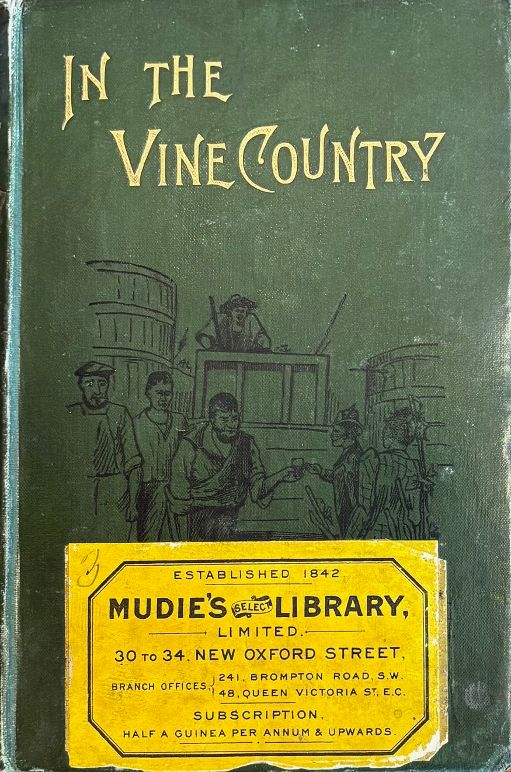 IN THE
VINE COUNTRY
3
ESTABLISHED 1842.
MUDIE'S SELECT LIBRARY,
LIMITED.
30 TO 34, NEW OXFORD STREET,
BRANCH OFFICES, 241, BROMPTON ROAD, S.W.
48, QUEEN VICTORIA ST, E.C.
SUBSCRIPTION,
HALF A GUINEA PER ANNUM & UPWARDS.